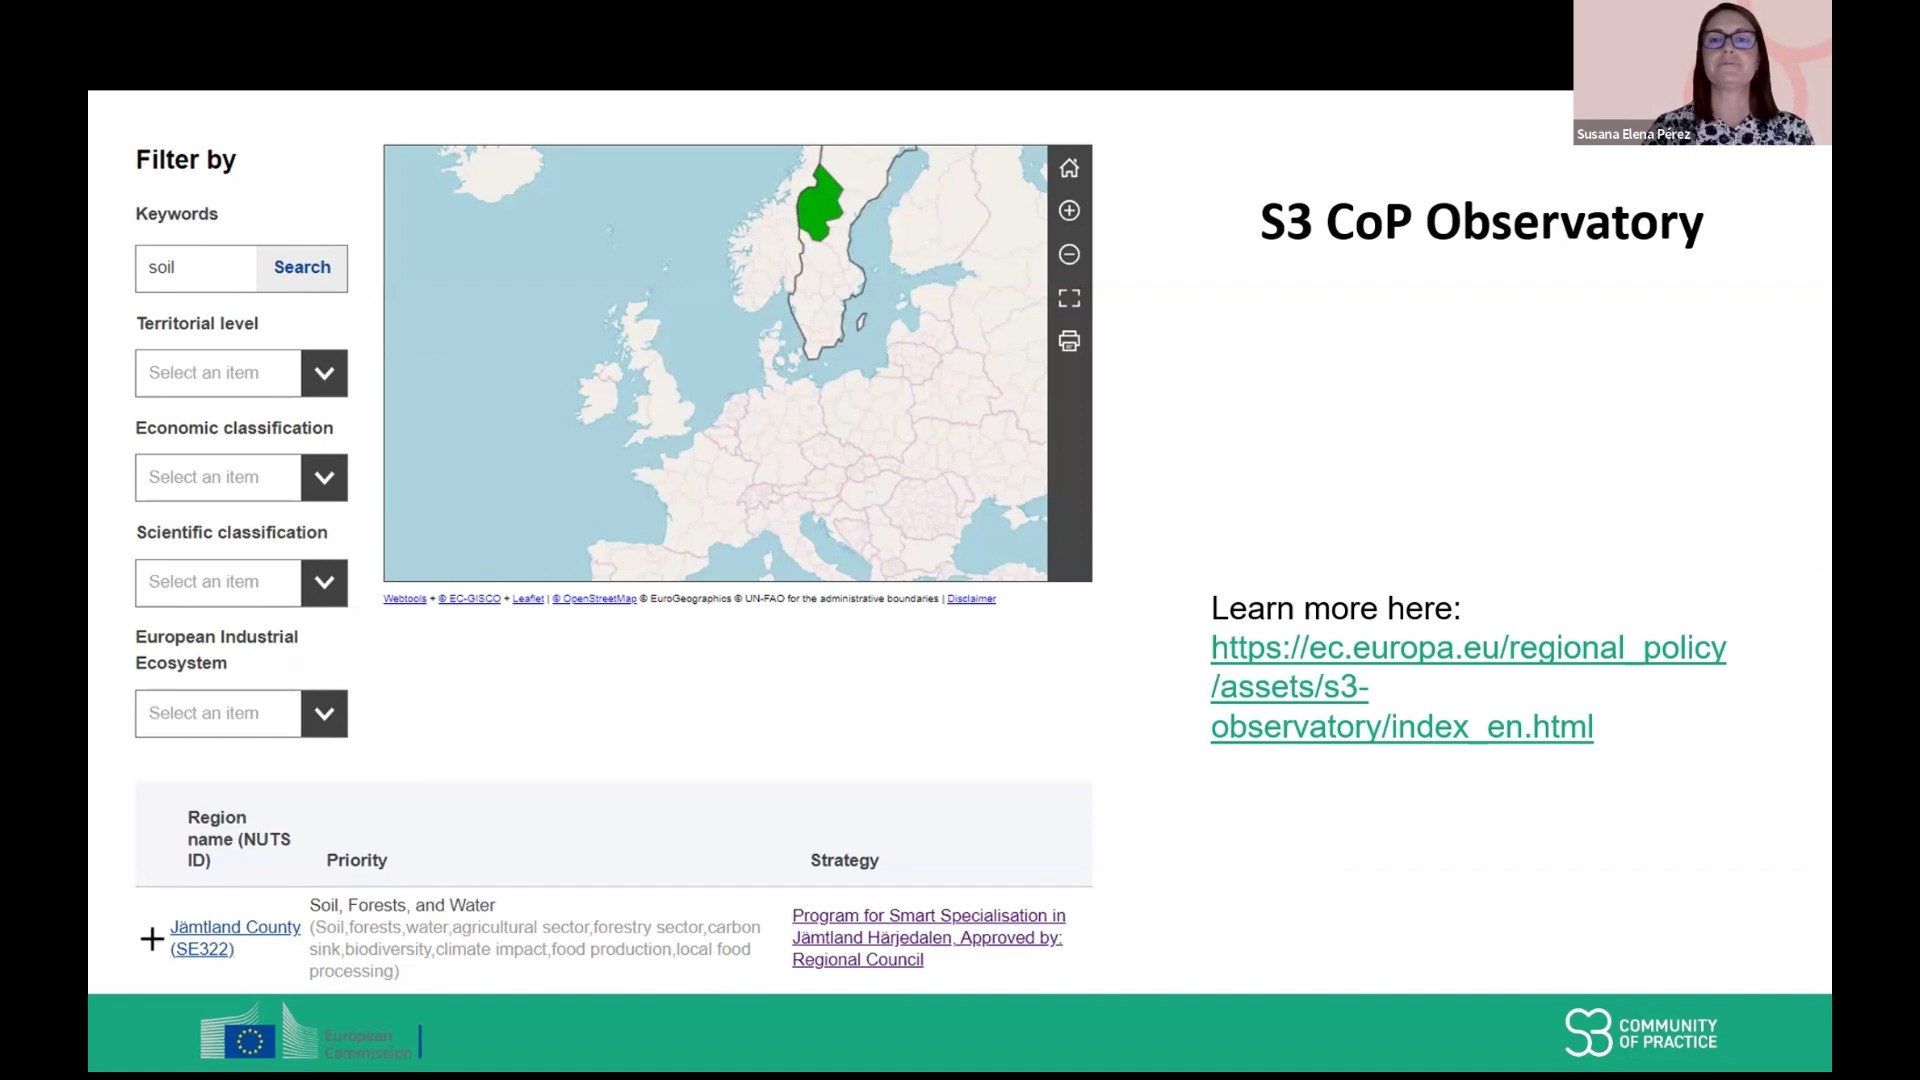 Susana Elena Pérez
Filter by
Keywords
soil
Search
Territorial level
Select an item
Economic classification
Select an item
Scientific classification
Select an item
European Industrial
Ecosystem
Select an item
Webtools + © EC-GISCO + Leaflet | © OpenStreetMap © EuroGeographics © UN-FAO for the administrative boundaries | Disclaimer
S3 CoP Observatory
Learn more here:
https://ec.europa.eu/regional_policy
/assets/s3-
observatory/index_en.html
Region
name (NUTS
ID)
Priority
Strategy
Jämtland County
(SE322)
Soil, Forests, and Water
(Soil,forests,water,agricultural sector,forestry sector,carbon
sink,biodiversity,climate impact,food production,local food
processing)
Program for Smart Specialisation in
Jämtland Härjedalen, Approved by:
Regional Council
European
Commission
S3 COMMUNITY
OF PRACTICE